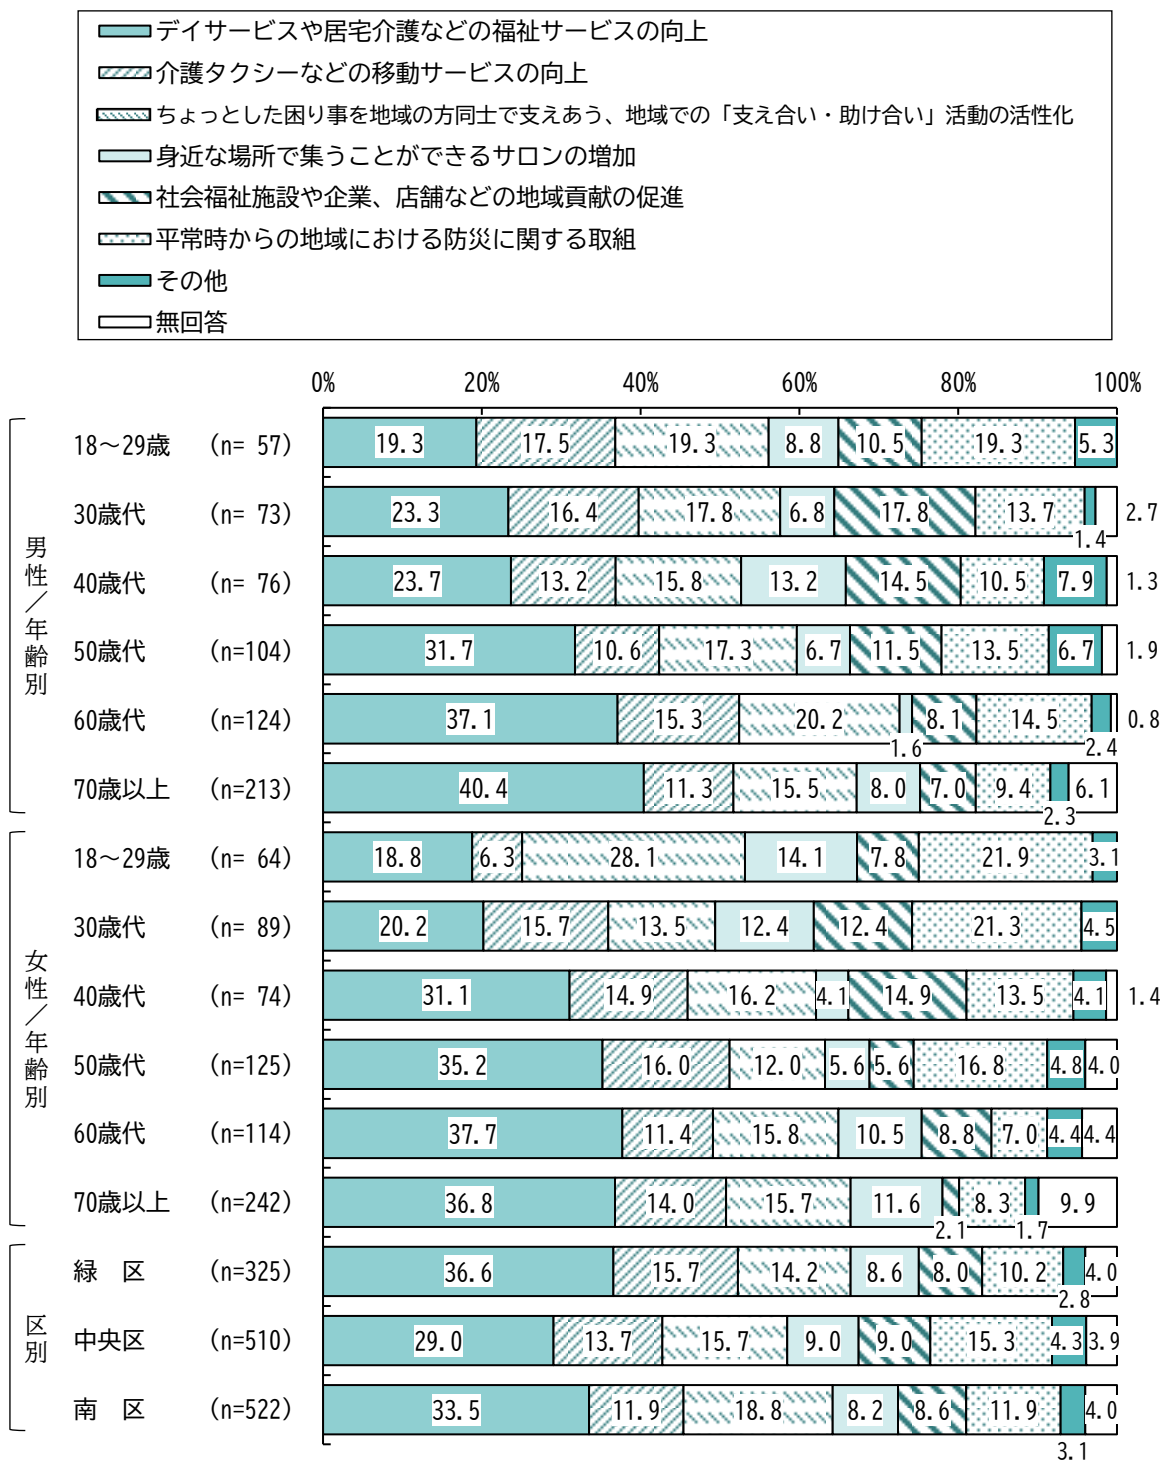 デイサービスや居宅介護などの福祉サービスの向上
介護タクシーなどの移動サービスの向上
ちょっとした困り事を地域の方同士で支えあう、地域での「支え合い・助け合い」活動の活性化
身近な場所で集うことができるサロンの増加
社会福祉施設や企業、店舗などの地域貢献の促進
平常時からの地域における防災に関する取組
その他
無回答
0% 20% 40% 60% 80% 100%
男性／年齢別
18～29歳 (n= 57) 19.3 17.5 19.3 8.8 10.5 19.3 5.3
30歳代 (n= 73) 23.3 16.4 17.8 6.8 17.8 13.7 1.4 2.7
40歳代 (n= 76) 23.7 13.2 15.8 13.2 14.5 10.5 7.9 1.3
50歳代 (n=104) 31.7 10.6 17.3 6.7 11.5 13.5 6.7 1.9
60歳代 (n=124) 37.1 15.3 20.2 1.6 8.1 14.5 2.4 0.8
70歳以上 (n=213) 40.4 11.3 15.5 8.0 7.0 9.4 2.3 6.1
女性／年齢別
18～29歳 (n= 64) 18.8 6.3 28.1 14.1 7.8 21.9 3.1
30歳代 (n= 89) 20.2 15.7 13.5 12.4 12.4 21.3 4.5
40歳代 (n= 74) 31.1 14.9 16.2 4.1 14.9 13.5 4.1 1.4
50歳代 (n=125) 35.2 16.0 12.0 5.6 5.6 16.8 4.8 4.0
60歳代 (n=114) 37.7 11.4 15.8 10.5 8.8 7.0 4.4 4.4
70歳以上 (n=242) 36.8 14.0 15.7 11.6 2.1 8.3 1.7 9.9
区別
緑　区 (n=325) 36.6 15.7 14.2 8.6 8.0 10.2 2.8 4.0
中央区 (n=510) 29.0 13.7 15.7 9.0 9.0 15.3 4.3 3.9
南　区 (n=522) 33.5 11.9 18.8 8.2 8.6 11.9 3.1 4.0